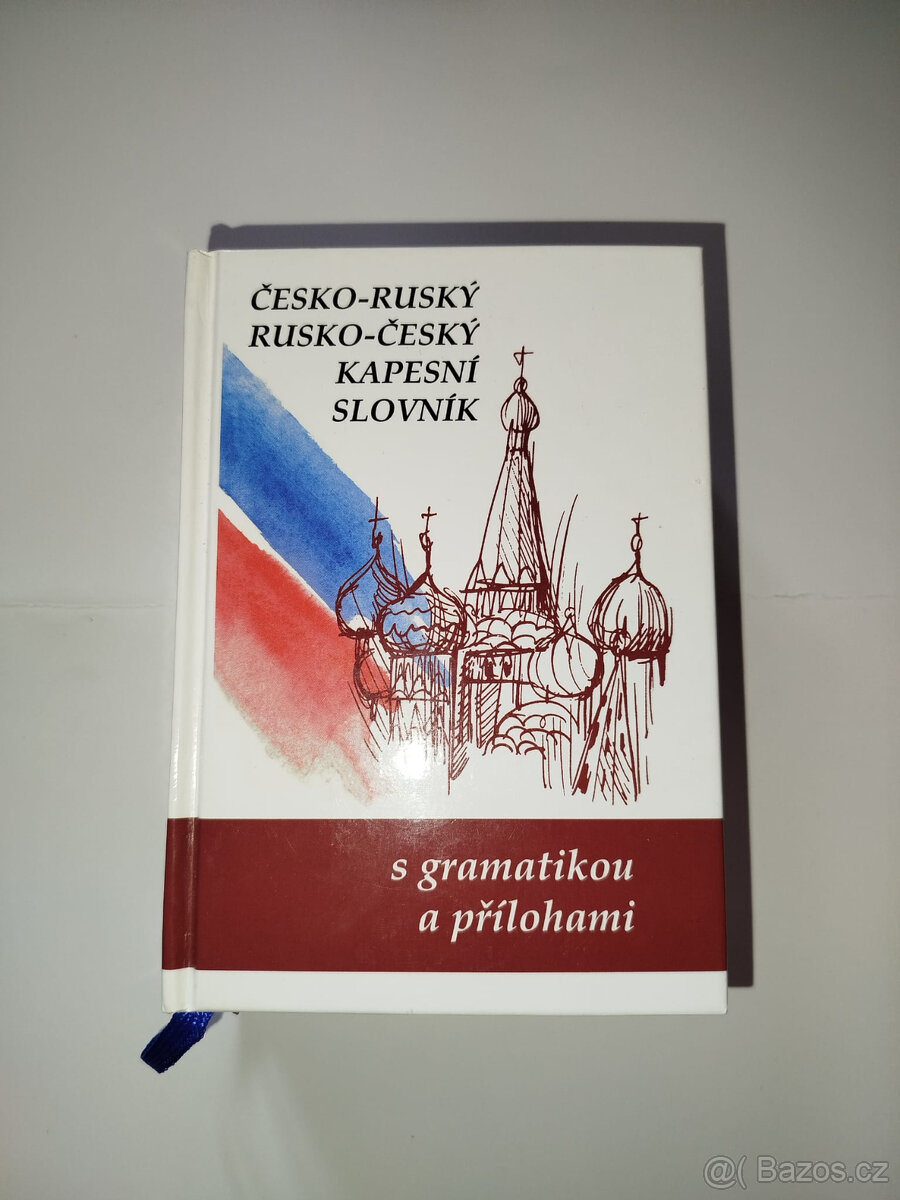 ČESKO-RUSKÝ
RUSKO-ČESKÝ
KAPESNÍ
SLOVNÍK
s gramatikou
a přílohami
@( Bazos.cz